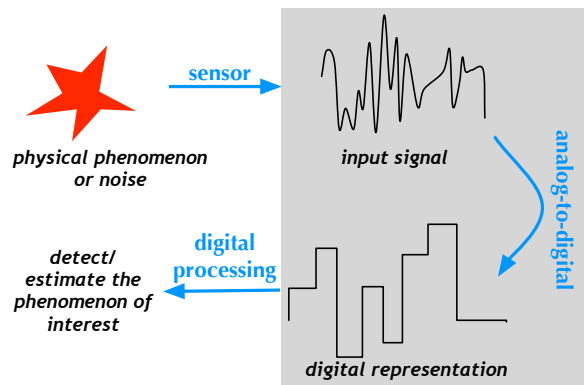 sensor
physical phenomenon
or noise
input signal
analog-to-digital
digital
processing
detect/
estimate the
phenomenon of
interest
digital representation